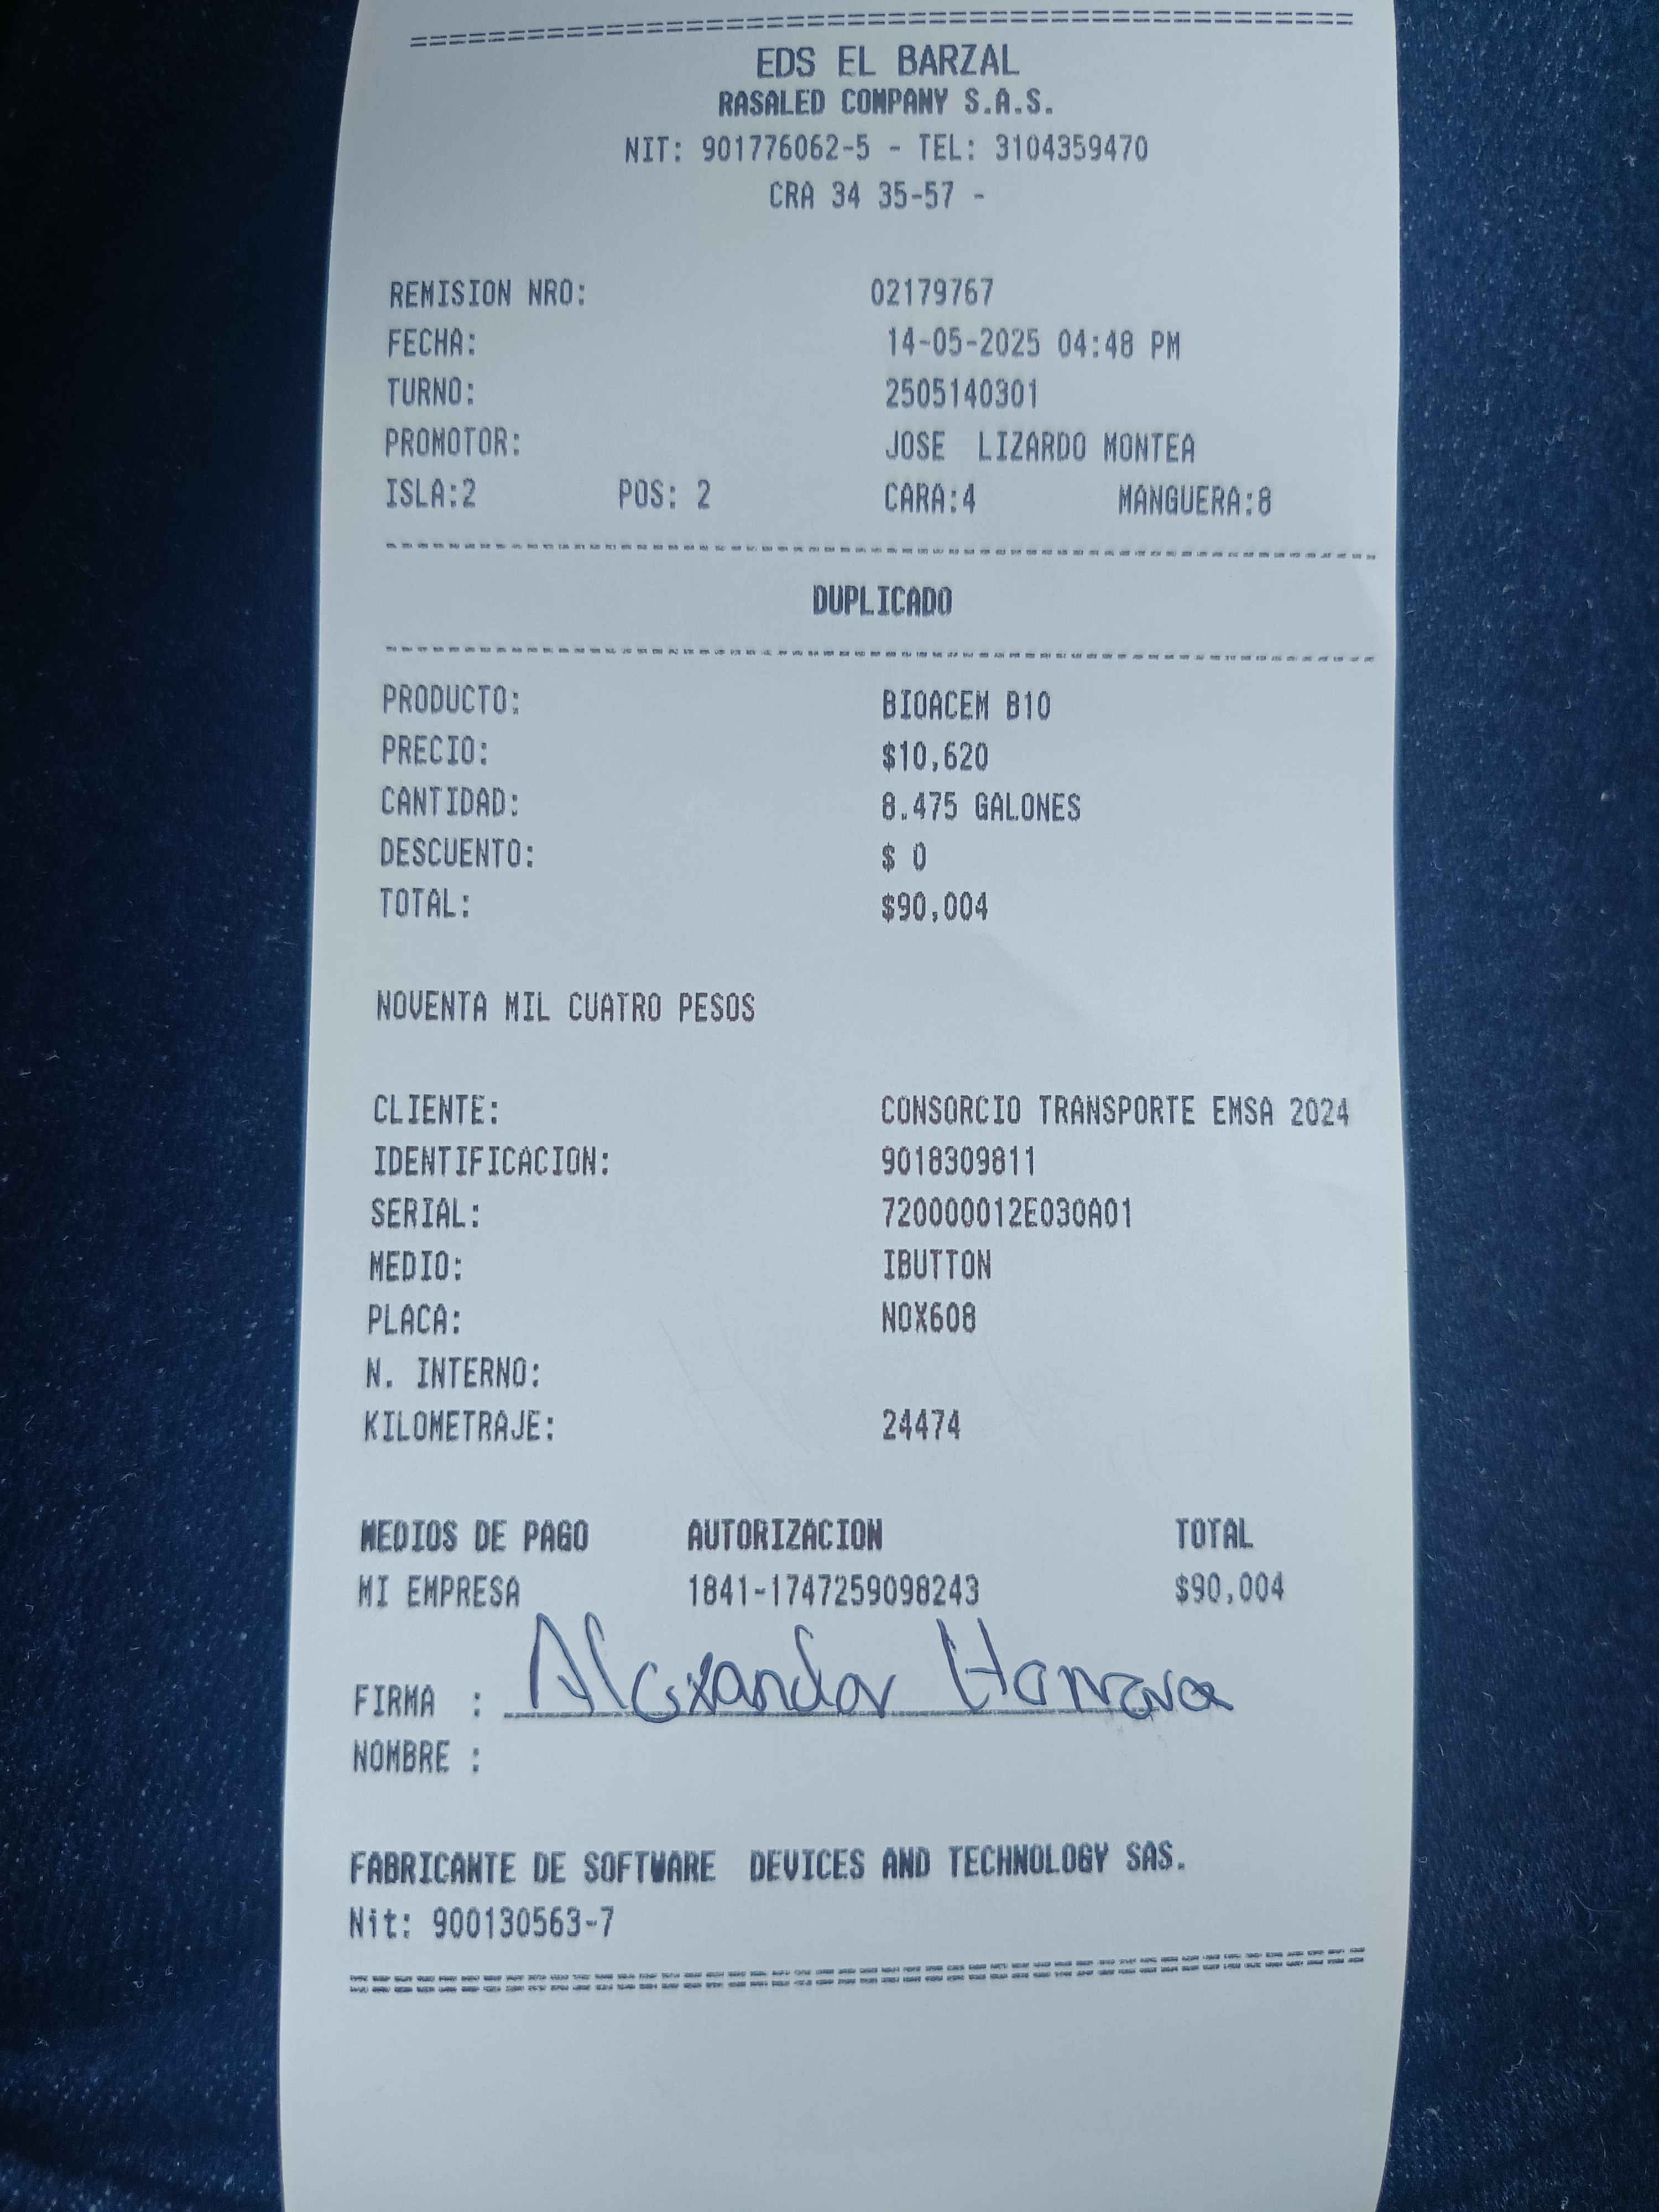 EDS EL BARZAL
RASALED COMPANY S.A.S.
NIT: 901776062-5 - TEL: 3104359470
CRA 34 35-57 -
REMISION NRO: 02179767
FECHA: 14-05-2025 04:48 PM
TURNO: 2505140301
PROMOTOR: JOSE LIZARDO MONTEA
ISLA:2 POS: 2 CARA:4 MANGUERA:8
DUPLICADO
PRODUCTO: BIOACEM B10
PRECIO: $10,620
CANTIDAD: 8.475 GALONES
DESCUENTO: $ 0
TOTAL: $90,004
NOVENTA MIL CUATRO PESOS
CLIENTE: CONSORCIO TRANSPORTE EMSA 2024
IDENTIFICACION: 9018309811
SERIAL: 720000012E030A01
MEDIO: IBUTTON
PLACA: NOX608
N. INTERNO:
KILOMETRAJE: 24474
MEDIOS DE PAGO AUTORIZACION TOTAL
MI EMPRESA 1841-1747259098243 $90,004
FIRMA : Alexander
NOMBRE :
FABRICANTE DE SOFTWARE DEVICES AND TECHNOLOGY SAS.
Nit: 900130563-7